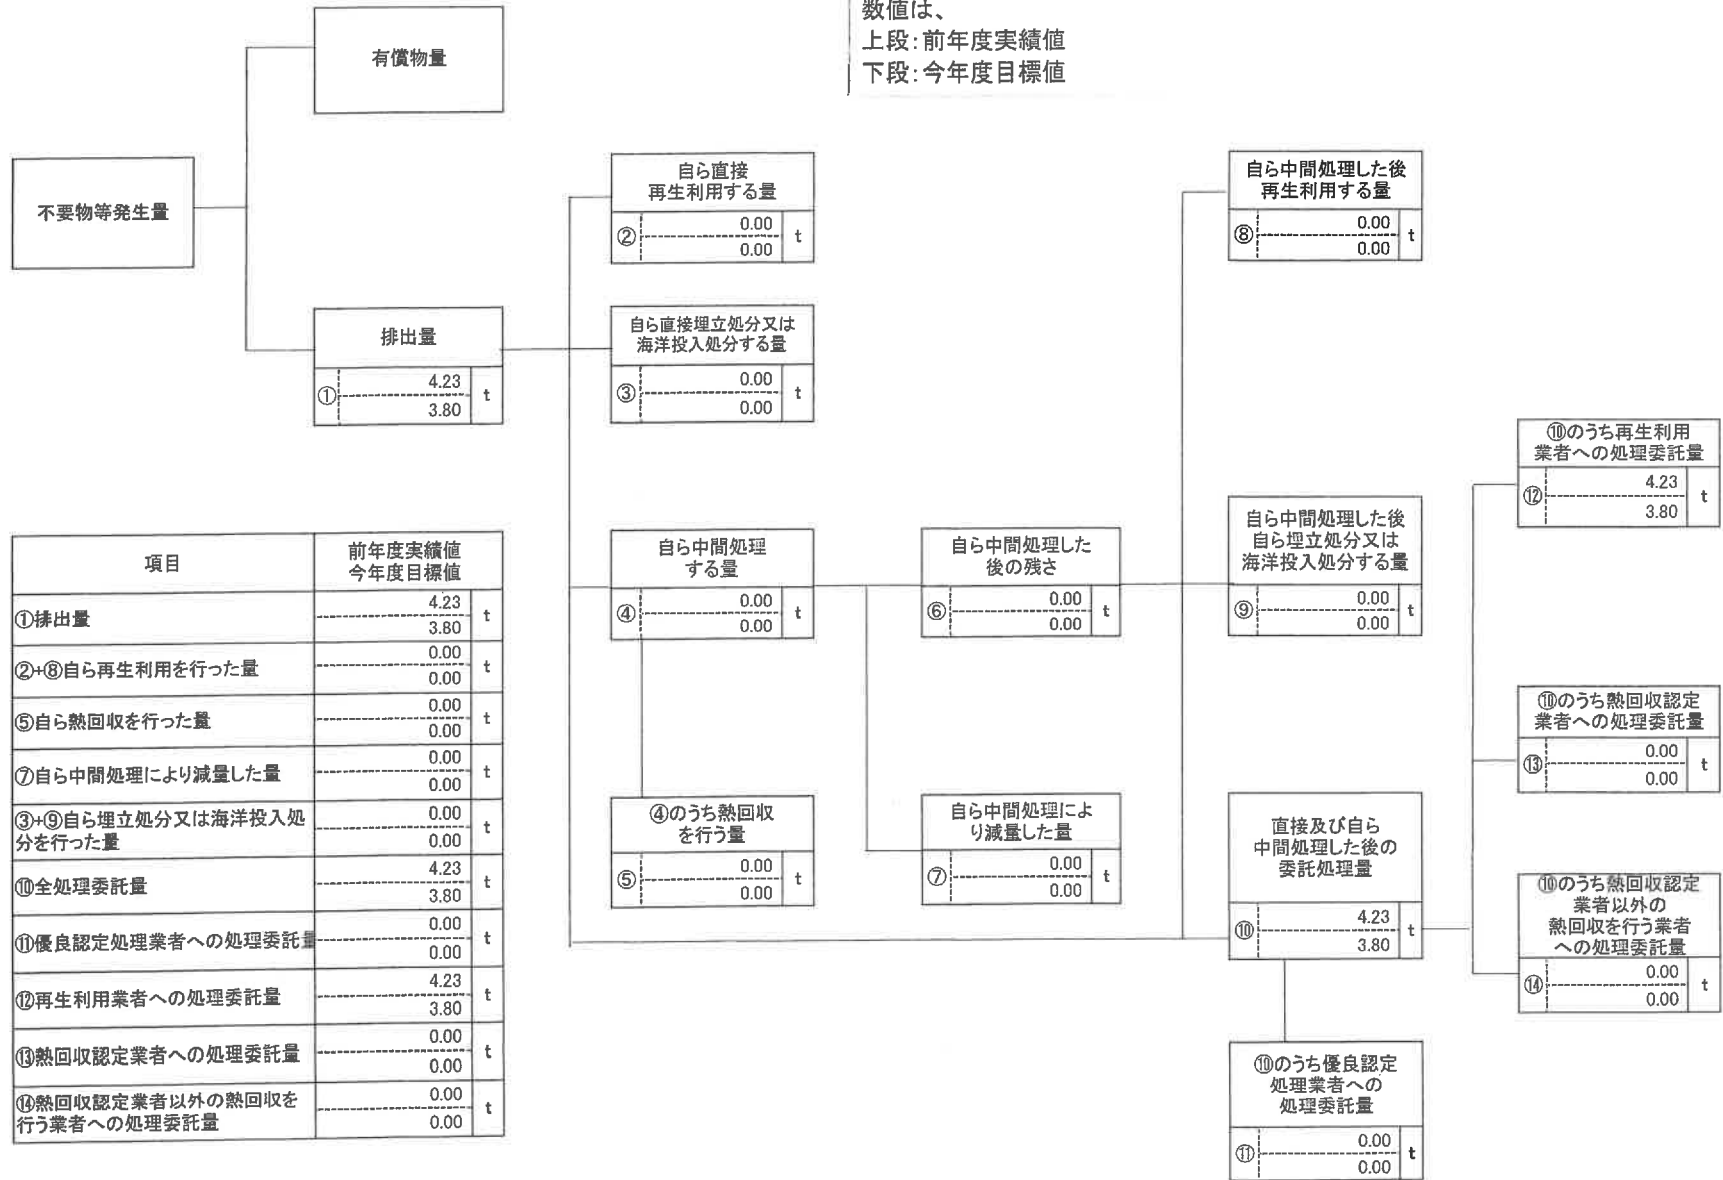 数値は、
上段:前年度実績値
下段:今年度目標値
有償物量
不要物等発生量
排出量
①
4.23
3.80
t
自ら直接
再生利用する量
②
0.00
0.00
t
自ら直接埋立処分又は
海洋投入処分する量
③
0.00
0.00
t
自ら中間処理
する量
④
0.00
0.00
t
④のうち熱回収
を行う量
⑤
0.00
0.00
t
自ら中間処理した
後の残さ
⑥
0.00
0.00
t
自ら中間処理によ
り減量した量
⑦
0.00
0.00
t
自ら中間処理した後
再生利用する量
⑧
0.00
0.00
t
自ら中間処理した後
自ら埋立処分又は
海洋投入処分する量
⑨
0.00
0.00
t
直接及び自ら
中間処理した後の
委託処理量
⑩
4.23
3.80
t
⑩のうち優良認定
処理業者への
処理委託量
⑪
0.00
0.00
t
⑩のうち再生利用
業者への処理委託量
⑫
4.23
3.80
t
⑩のうち熱回収認定
業者への処理委託量
⑬
0.00
0.00
t
⑩のうち熱回収認定
業者以外の
熱回収を行う業者
への処理委託量
⑭
0.00
0.00
t
項目
前年度実績値
今年度目標値
①排出量
4.23
3.80
t
②+⑧自ら再生利用を行った量
0.00
0.00
t
⑤自ら熱回収を行った量
0.00
0.00
t
⑦自ら中間処理により減量した量
0.00
0.00
t
③+⑨自ら埋立処分又は海洋投入処
分を行った量
0.00
0.00
t
⑩全処理委託量
4.23
3.80
t
⑪優良認定処理業者への処理委託量
0.00
0.00
t
⑫再生利用業者への処理委託量
4.23
3.80
t
⑬熱回収認定業者への処理委託量
0.00
0.00
t
⑭熱回収認定業者以外の熱回収を
行う業者への処理委託量
0.00
0.00
t